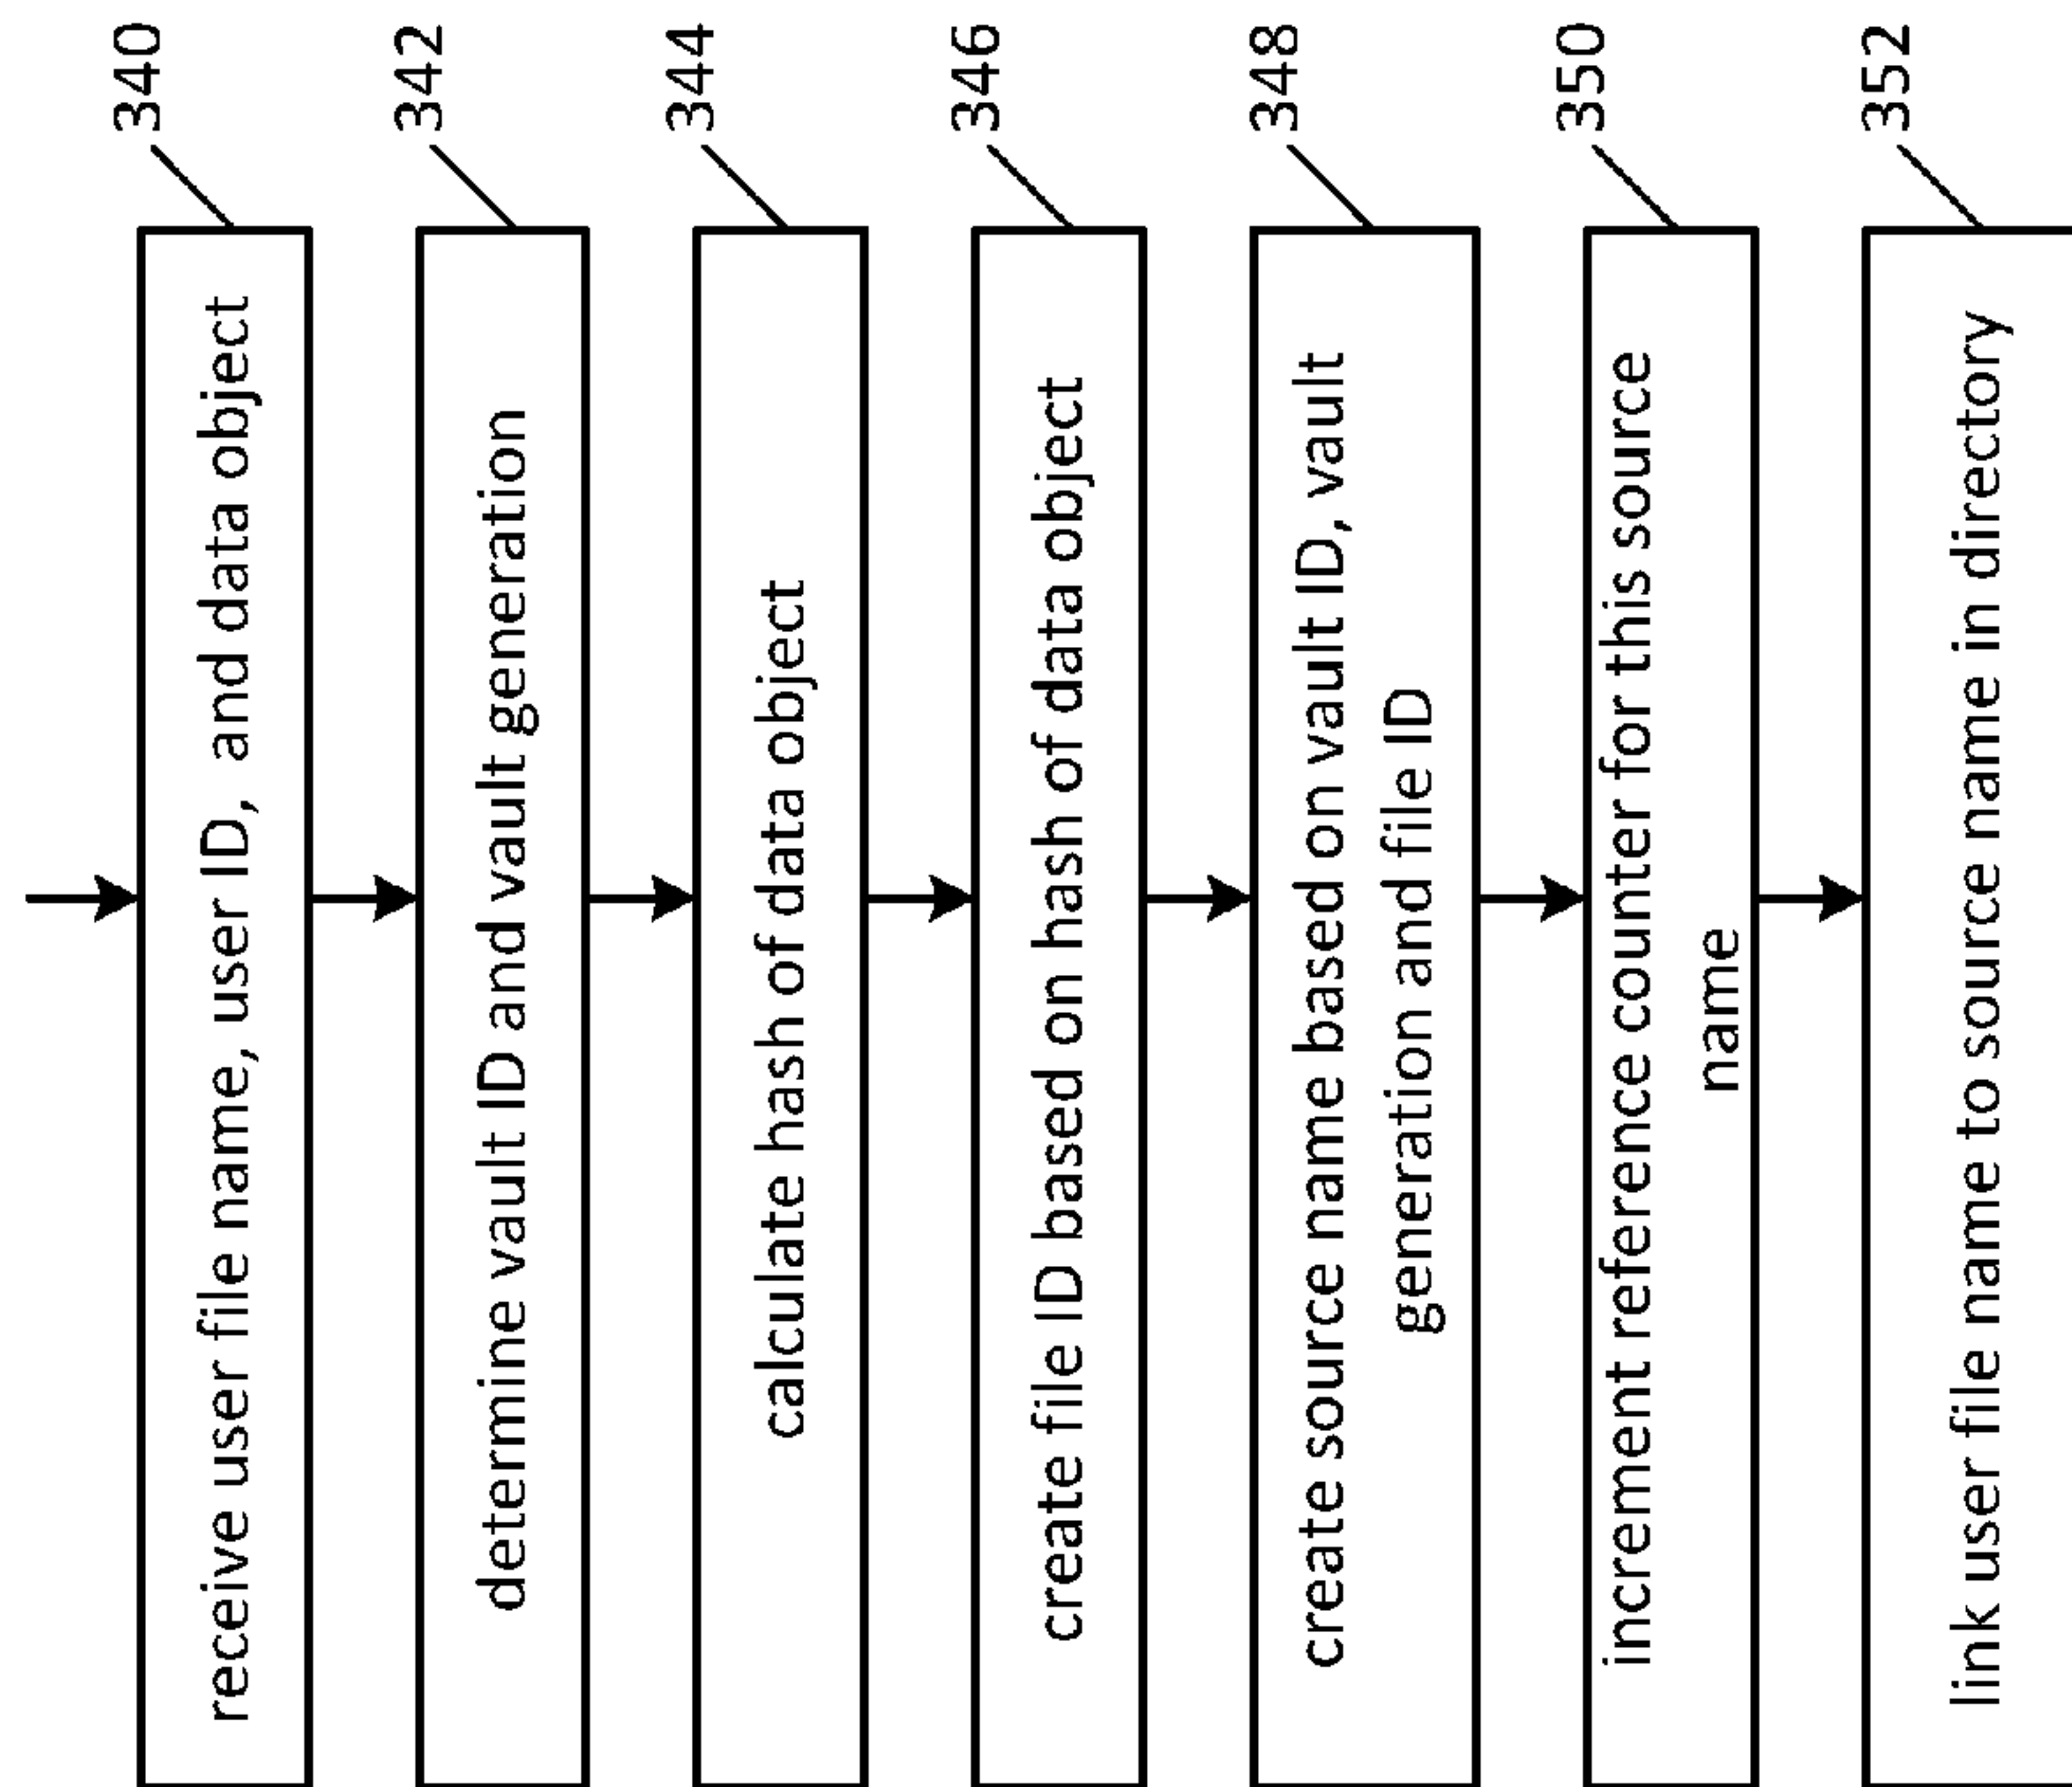 340
receive user file name, user ID, and data object
342
determine vault ID and vault generation
344
calculate hash of data object
346
create file ID based on hash of data object
348
create source name based on vault ID, vault
generation and file ID
350
increment reference counter for this source
name
352
link user file name to source name in directory